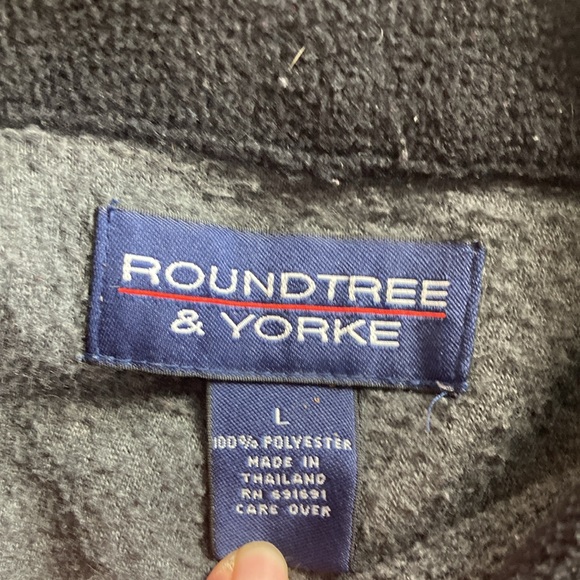 ROUNDTREE
& YORKE
L
100% POLYESTER
MADE IN
THAILAND
RN 691691
CARE OVER